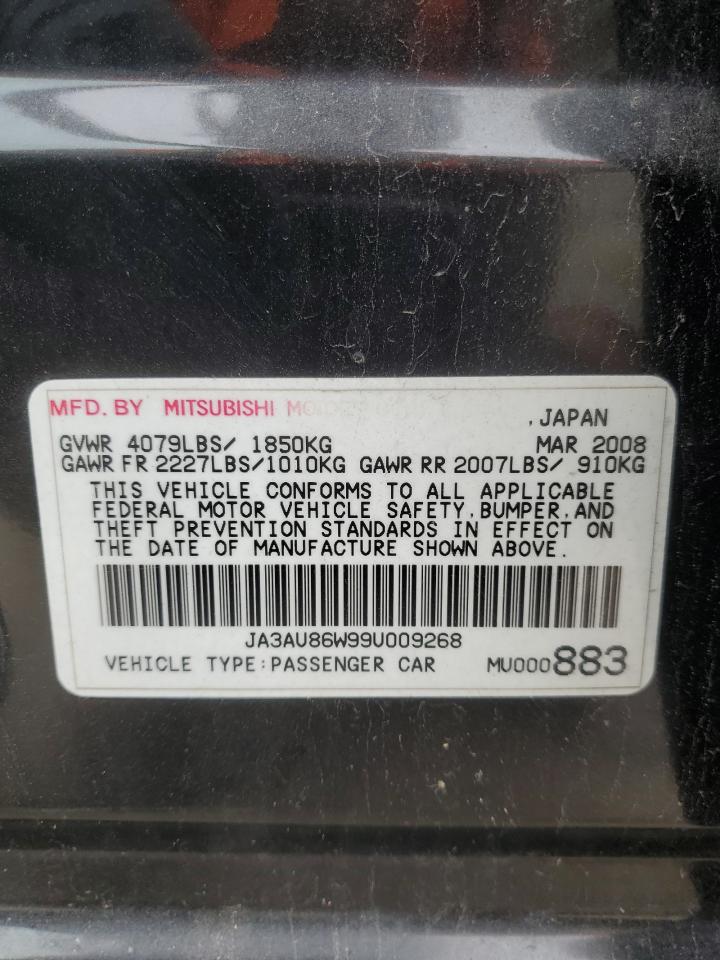 MFD. BY MITSUBISHI
, JAPAN
GVWR 4079LBS/ 1850KG MAR 2008
GAWR FR 2227LBS/1010KG GAWR RR 2007LBS/ 910KG
THIS VEHICLE CONFORMS TO ALL APPLICABLE
FEDERAL MOTOR VEHICLE SAFETY, BUMPER, AND
THEFT PREVENTION STANDARDS IN EFFECT ON
THE DATE OF MANUFACTURE SHOWN ABOVE.
JA3AU86W99U009268
VEHICLE TYPE:PASSENGER CAR MU000883